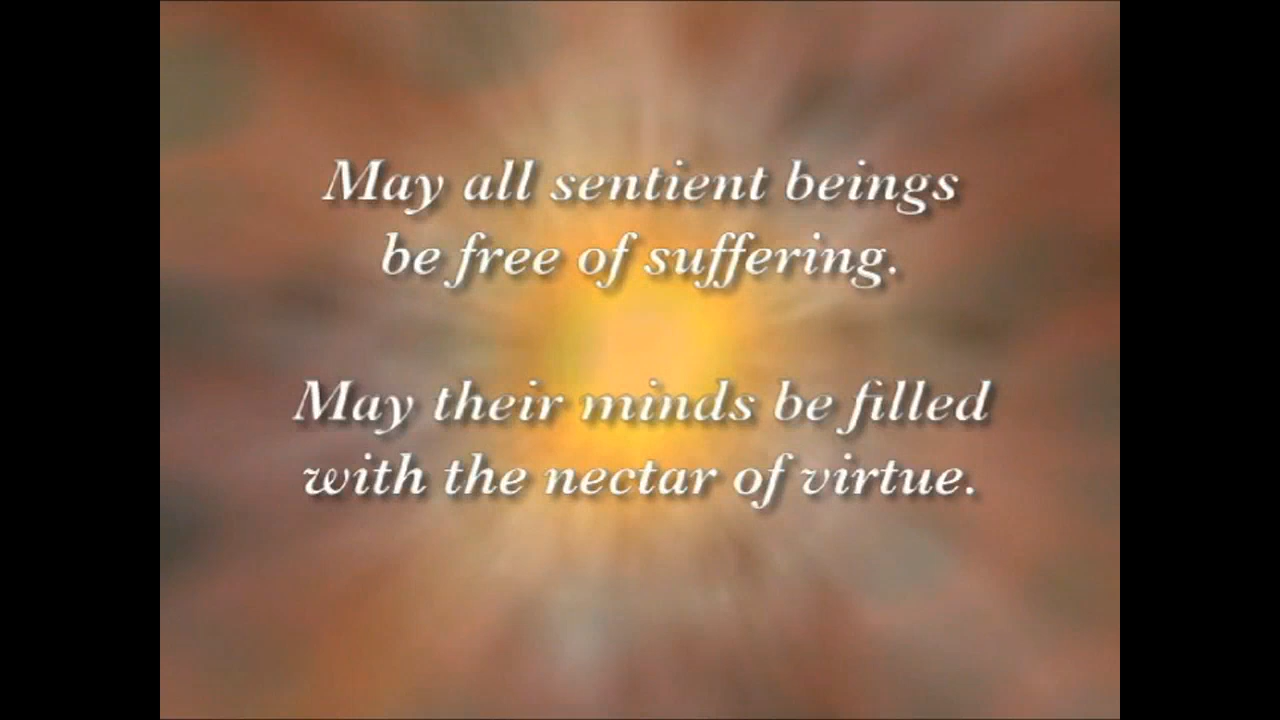 May all sentient beings
be free of suffering.
May their minds be filled
with the nectar of virtue.